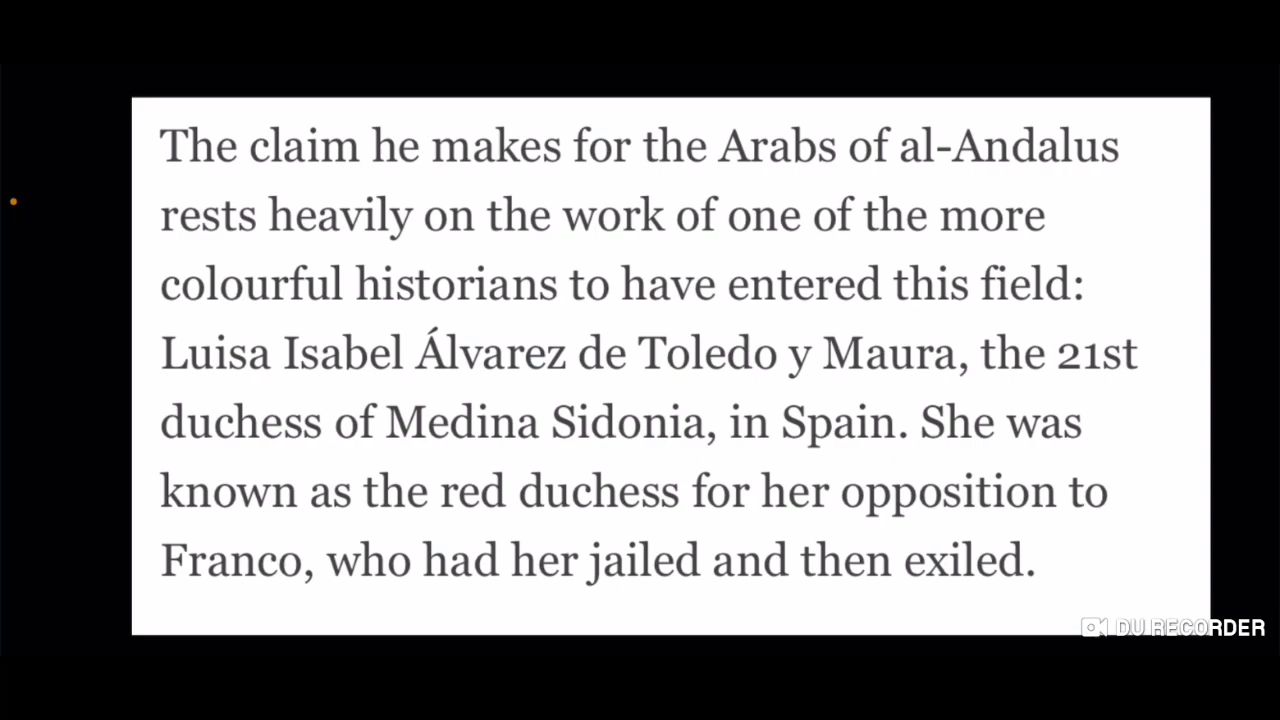 The claim he makes for the Arabs of al-Andalus
rests heavily on the work of one of the more
colourful historians to have entered this field:
Luisa Isabel Álvarez de Toledo y Maura, the 21st
duchess of Medina Sidonia, in Spain. She was
known as the red duchess for her opposition to
Franco, who had her jailed and then exiled.
DU RECORDER